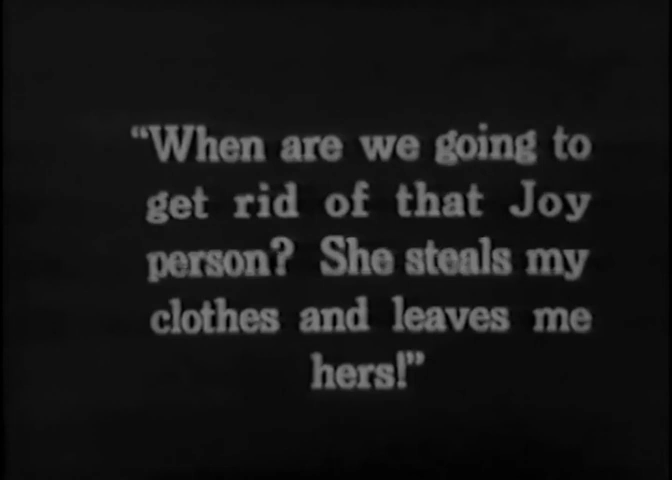 “When are we going to
get rid of that Joy
person? She steals my
clothes and leaves me
hers!”